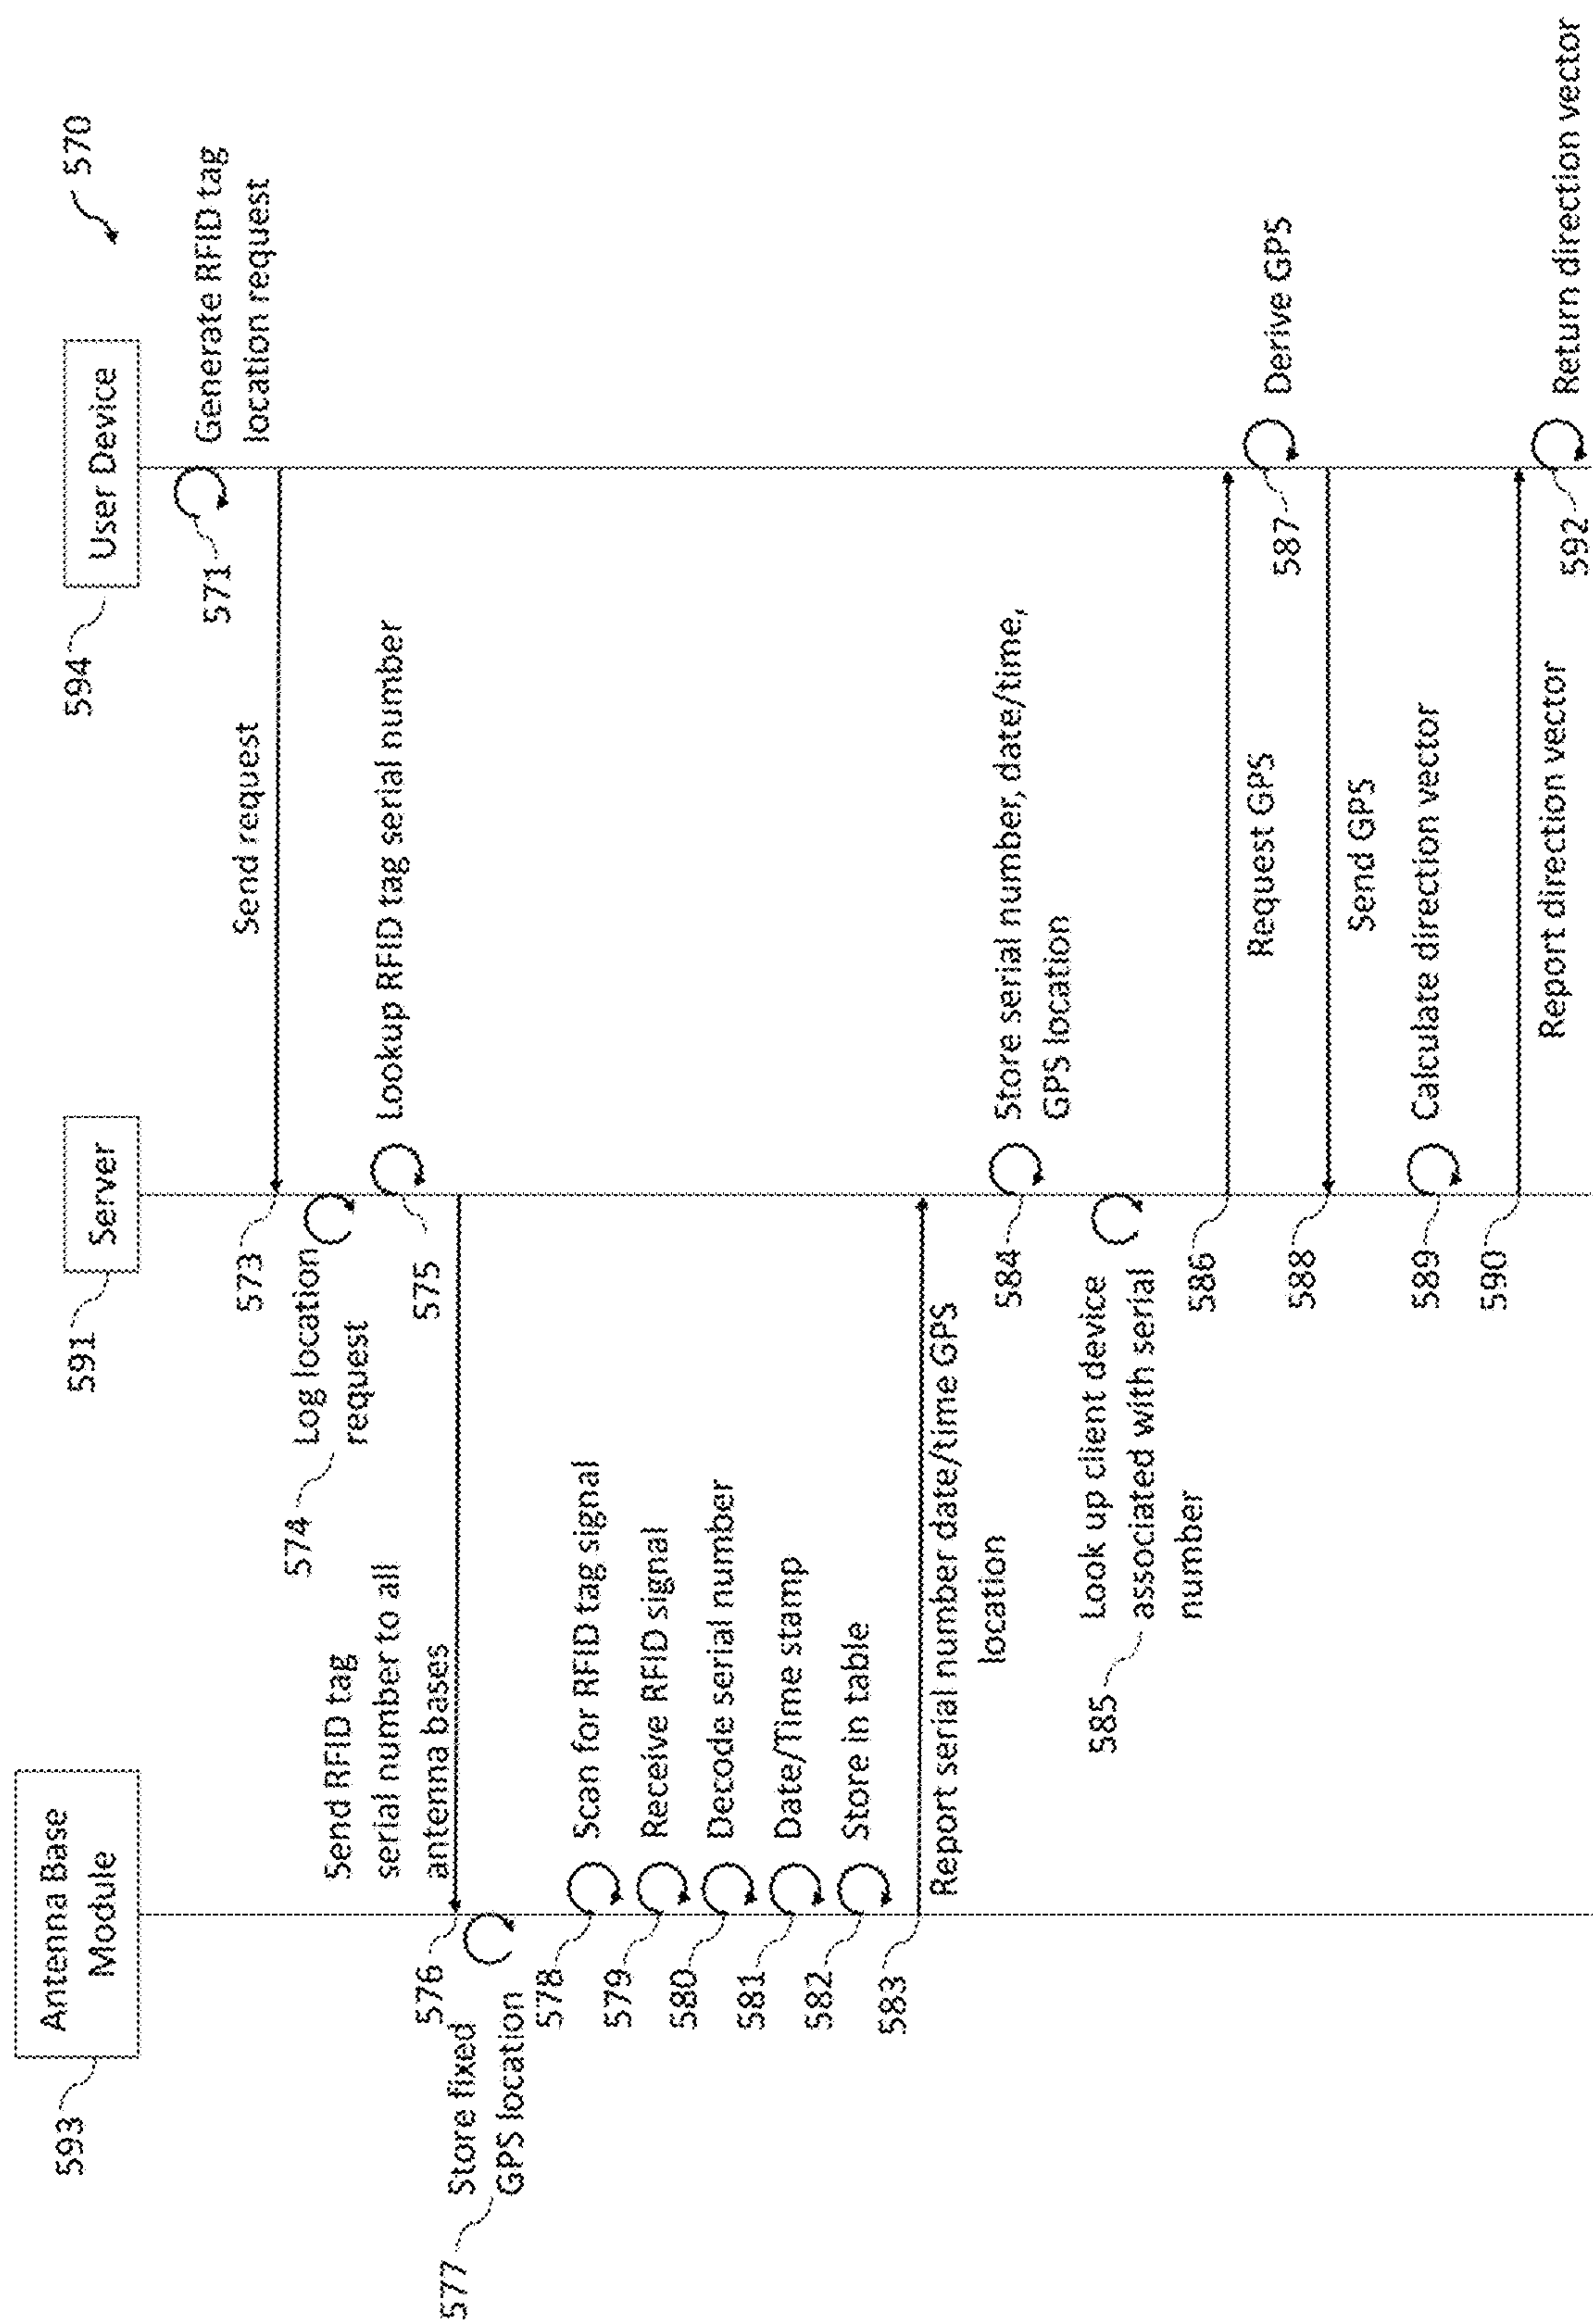 570
593
Antenna Base
Module
591
Server
594
User Device
571
Generate RFID tag
location request
Send request
573
574
Log location
request
Lookup RFID tag serial number
575
Send RFID tag
serial number to all
antenna bases
576
577
Store fixed
GPS location
578
Scan for RFID tag signal
579
Receive RFID signal
580
Decode serial number
581
Date/Time stamp
582
Store in table
583
Report serial number date/time GPS
location
584
Store serial number, date/time,
GPS location
585
Look up client device
associated with serial
number
586
Request GPS
587
Derive GPS
588
Send GPS
589
Calculate direction vector
590
Report direction vector
592
Return direction vector